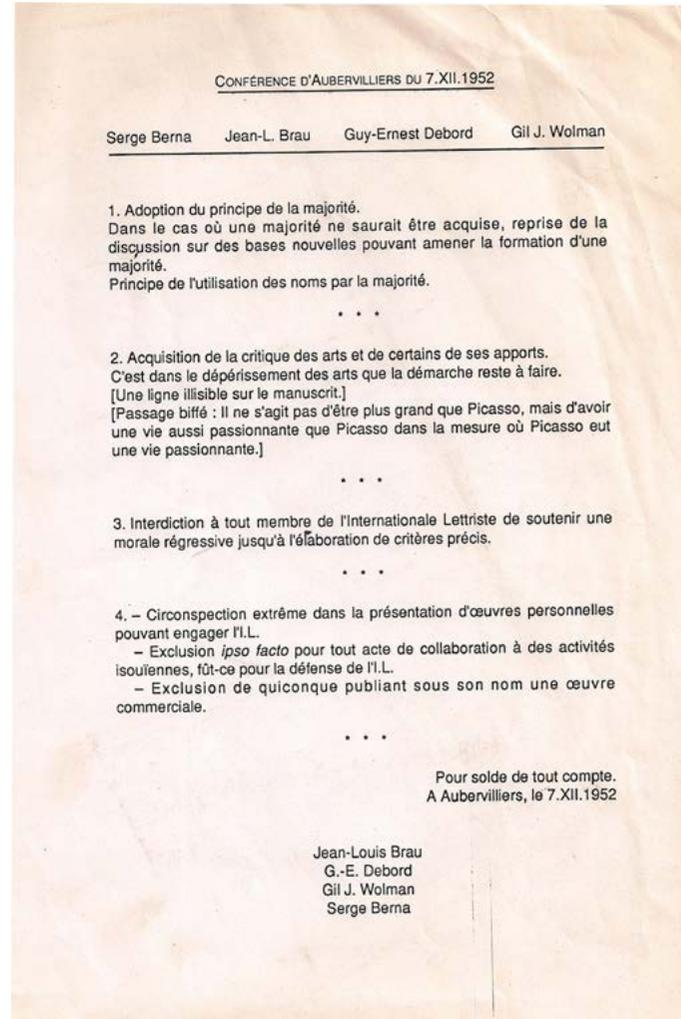 CONFÉRENCE D'AUBERVILLIERS DU 7.XII.1952
Serge Berna Jean-L. Brau Guy-Ernest Debord Gil J. Wolman
1. Adoption du principe de la majorité.
Dans le cas où une majorité ne saurait être acquise, reprise de la
discussion sur des bases nouvelles pouvant amener la formation d'une
majorité.
Principe de l'utilisation des noms par la majorité.
* * *
2. Acquisition de la critique des arts et de certains de ses apports.
C'est dans le dépérissement des arts que la démarche reste à faire.
[Une ligne illisible sur le manuscrit.]
[Passage biffé : Il ne s'agit pas d'être plus grand que Picasso, mais d'avoir
une vie aussi passionnante que Picasso dans la mesure où Picasso eut
une vie passionnante.]
* * *
3. Interdiction à tout membre de l'Internationale Lettriste de soutenir une
morale régressive jusqu'à l'élaboration de critères précis.
* * *
4. – Circonspection extrême dans la présentation d'œuvres personnelles
pouvant engager l'I.L.
– Exclusion ipso facto pour tout acte de collaboration à des activités
isouïennes, fût-ce pour la défense de l'I.L.
– Exclusion de quiconque publiant sous son nom une œuvre
commerciale.
* * *
Pour solde de tout compte.
A Aubervilliers, le 7.XII.1952
Jean-Louis Brau
G.-E. Debord
Gil J. Wolman
Serge Berna